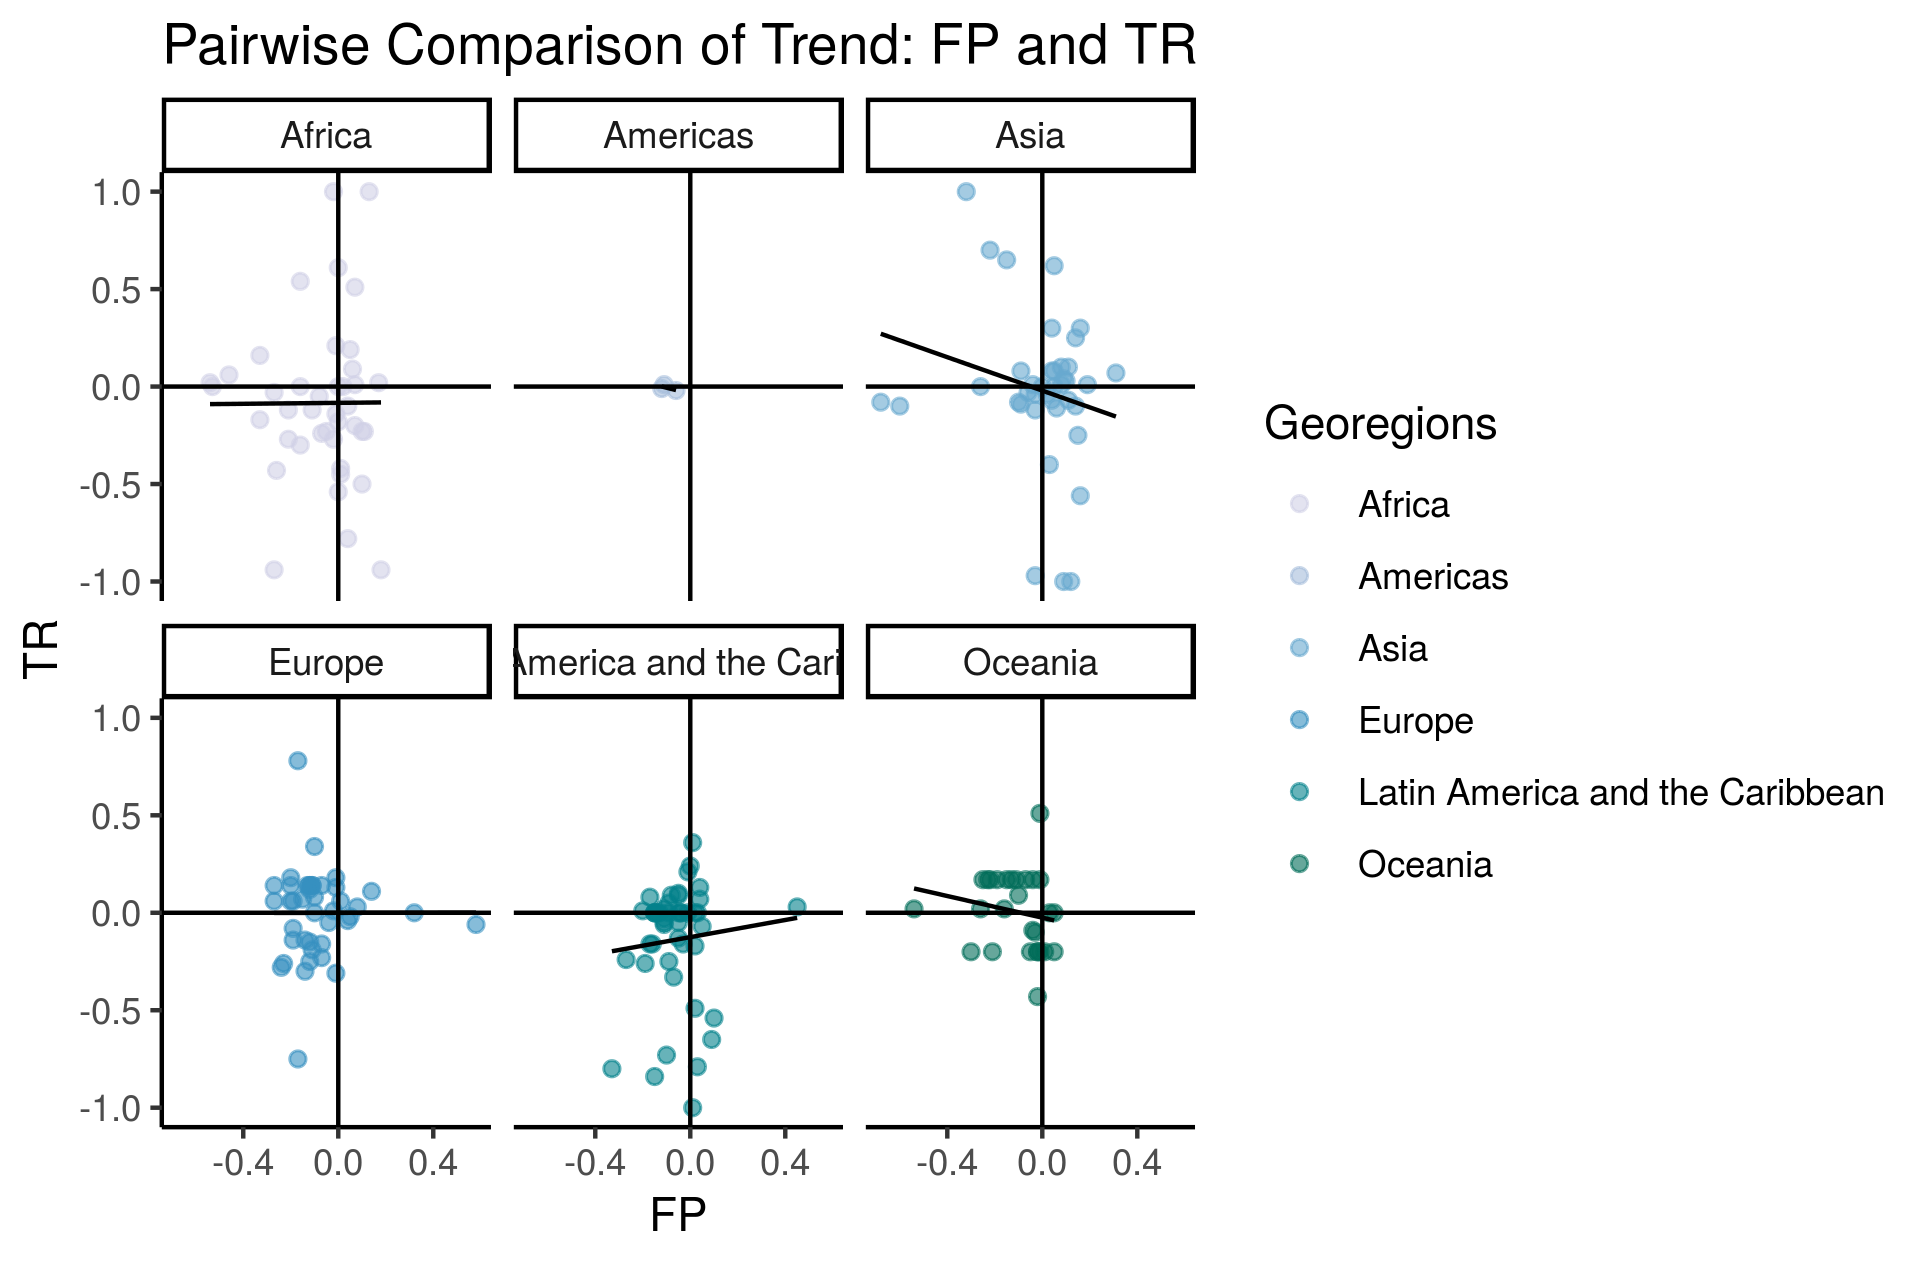 Pairwise Comparison of Trend: FP and TR
Africa
Americas
Asia
1.0
0.5
0.0
-0.5
-1.0
TR
Europe
America and the Cari
Oceania
1.0
0.5
0.0
-0.5
-1.0
-0.4 0.0 0.4
-0.4 0.0 0.4
-0.4 0.0 0.4
FP
Georegions
Africa
Americas
Asia
Europe
Latin America and the Caribbean
Oceania